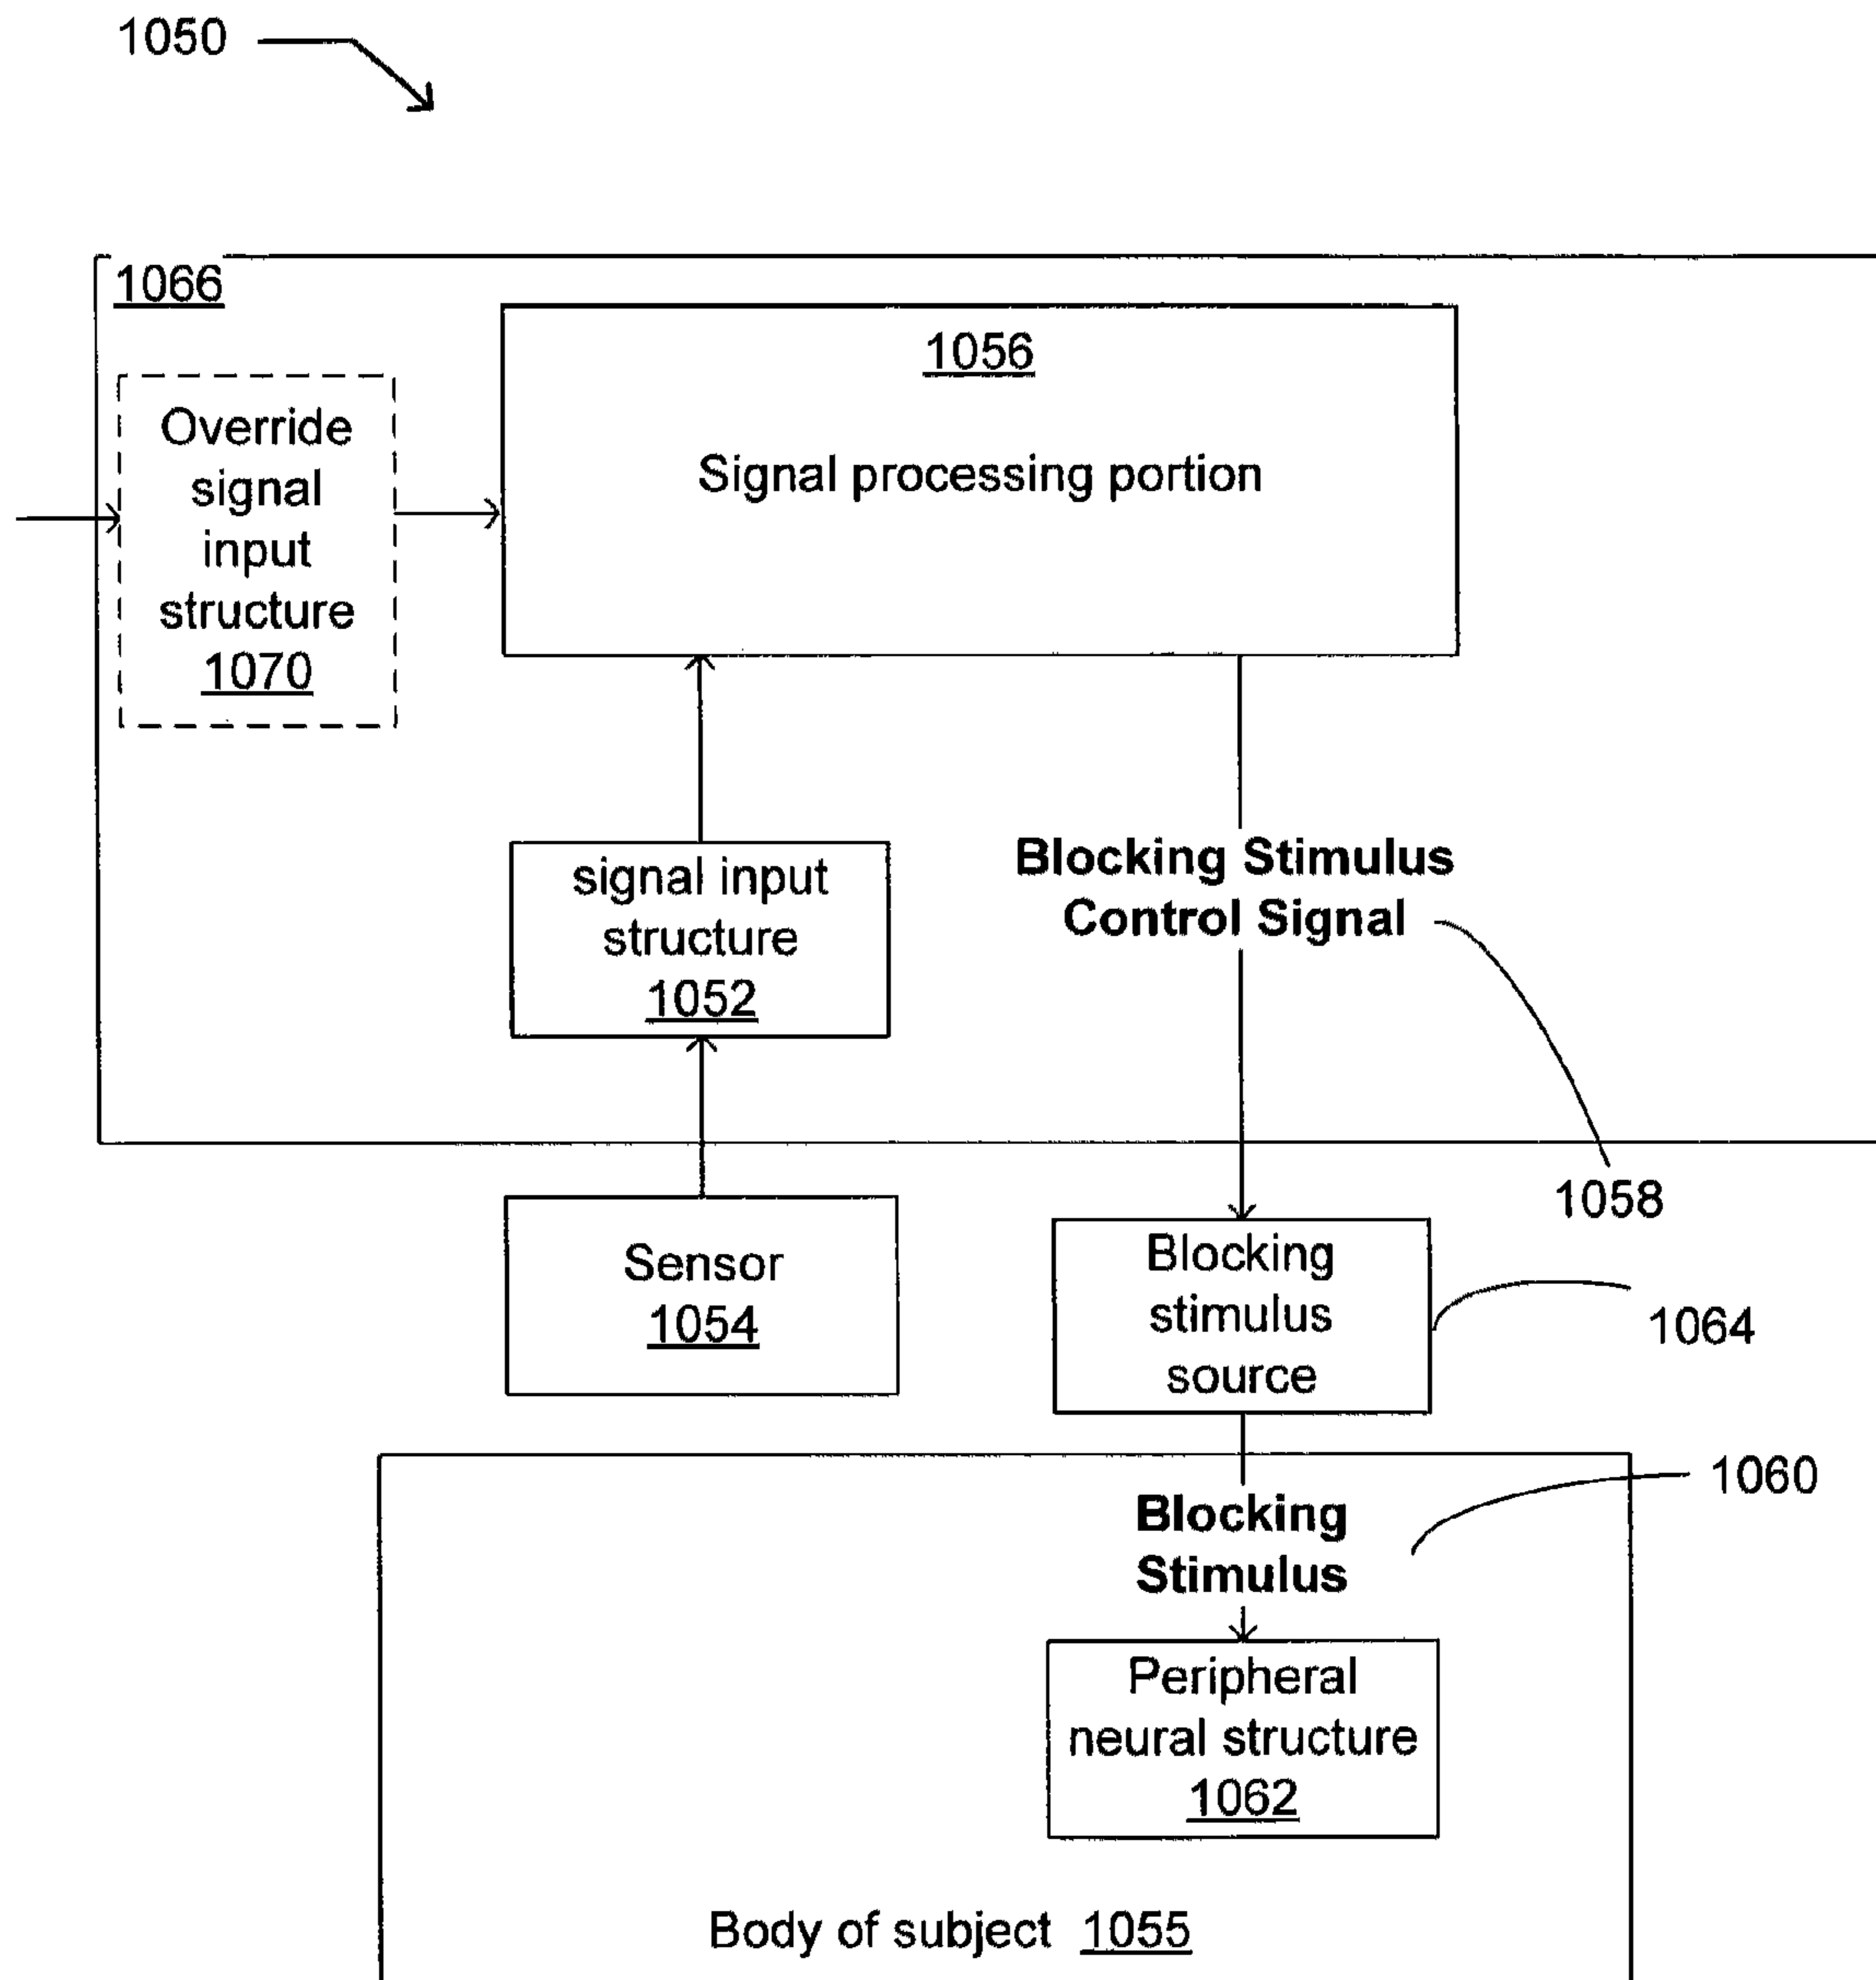 1050
1066
1056
Signal processing portion
Override
signal
input
structure
1070
signal input
structure
1052
Blocking Stimulus
Control Signal
1058
Sensor
1054
Blocking
stimulus
source
1064
1060
Blocking
Stimulus
Peripheral
neural structure
1062
Body of subject 1055